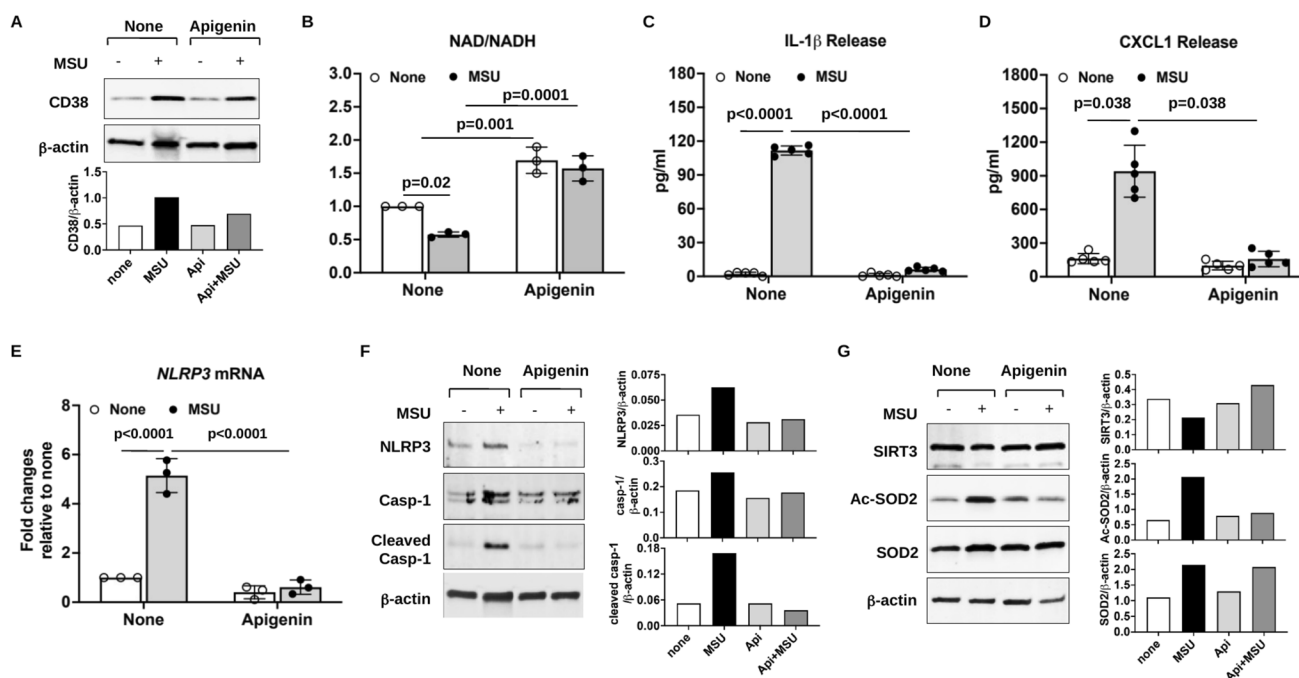 A
None Apigenin
MSU - + - +
CD38
β-actin
CD38/β-actin
1.5
1.0
0.5
0.0
none MSU Api Api+MSU
B
NAD/NADH
None MSU
3.0
2.5
2.0
1.5
1.0
0.5
0.0
p=0.0001
p=0.001
p=0.02
None Apigenin
C
IL-1β Release
None MSU
pg/ml
180
150
120
90
60
30
0
p<0.0001 p<0.0001
None Apigenin
D
CXCL1 Release
None MSU
pg/ml
1800
1500
1200
900
600
300
0
p=0.038 p=0.038
None Apigenin
E
NLRP3 mRNA
None MSU
Fold changes
relative to none
8
6
4
2
0
p<0.0001 p<0.0001
None Apigenin
F
None Apigenin
MSU - + - +
NLRP3
Casp-1
Cleaved
Casp-1
β-actin
NLRP3/β-actin
0.075
0.050
0.025
0.000
casp-1/
β-actin
0.3
0.2
0.1
0.0
cleaved casp-1
/β-actin
0.18
0.12
0.06
0.00
none MSU Api Api+MSU
G
None Apigenin
MSU - + - +
SIRT3
Ac-SOD2
SOD2
β-actin
SIRT3/β-actin
0.5
0.4
0.3
0.2
0.1
0.0
Ac-SOD2/β-actin
2.5
2.0
1.5
1.0
0.5
0.0
SOD2/β-actin
2.5
2.0
1.5
1.0
0.5
0.0
none MSU Api Api+MSU